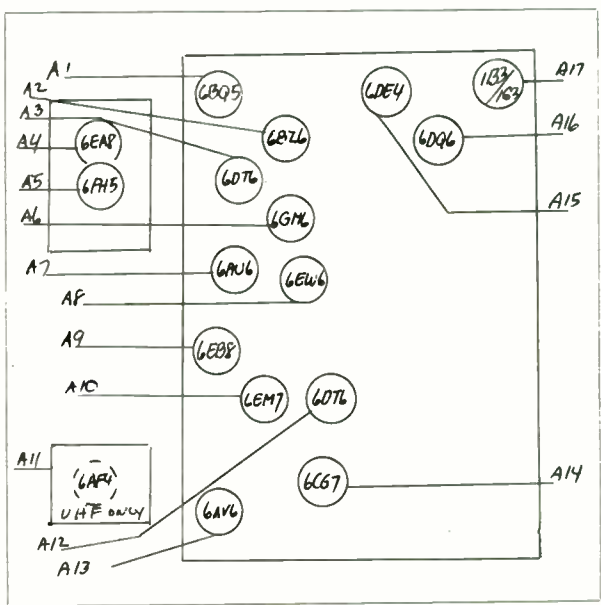 A1
6BQ5
6DE4
1B3/
1G3
A17
A2
A3
6EA8
6BZ6
6DQ6
A16
A4
A5
6FH5
6DT6
A15
A6
6GM6
A7
6AU6
6EW6
A8
A9
6EB8
A10
6EM7
6DT6
A11
6AF4
UHF ONLY
6CG7
A14
6AV6
A12
A13